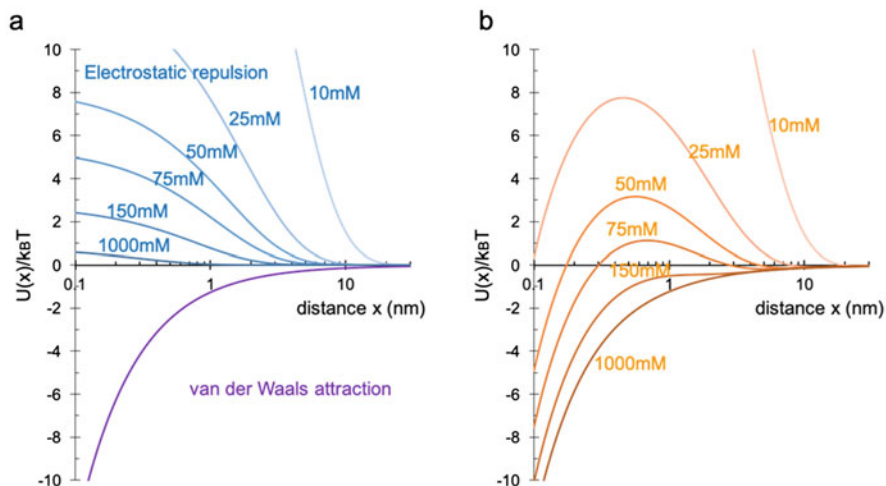 a
10
8
6
4
2
0
-2
-4
-6
-8
-10
U(x)/kBT
Electrostatic repulsion
10mM
25mM
50mM
75mM
150mM
1000mM
0.1
1
10
distance x (nm)
van der Waals attraction
b
10
8
6
4
2
0
-2
-4
-6
-8
-10
U(x)/kBT
10mM
25mM
50mM
75mM
150mM
0.1
1
10
distance x (nm)
1000mM